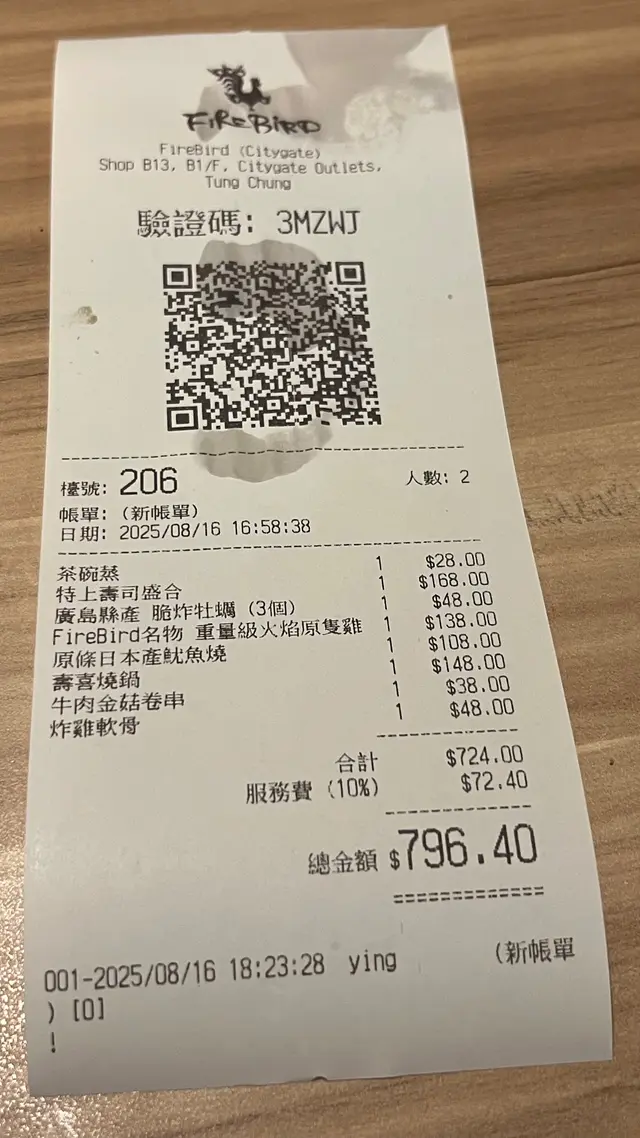 FIREBIRD
FireBird (Citygate)
Shop B13, B1/F, Citygate Outlets,
Tung Chung
驗證碼: 3MZWJ
檯號: 206 人數: 2
帳單: (新帳單)
日期: 2025/08/16 16:58:38
茶碗蒸 1 $28.00
特上壽司盛合 1 $168.00
廣島縣產 脆炸牡蠣 (3個) 1 $48.00
FireBird名物 重量級火焰原隻雞 1 $138.00
原條日本產魷魚燒 1 $108.00
壽喜燒鍋 1 $148.00
牛肉金菇卷串 1 $38.00
炸雞軟骨 1 $48.00
合計 $724.00
服務費 (10%) $72.40
總金額 $796.40
001-2025/08/16 18:23:28 ying (新帳單
) [0]
!